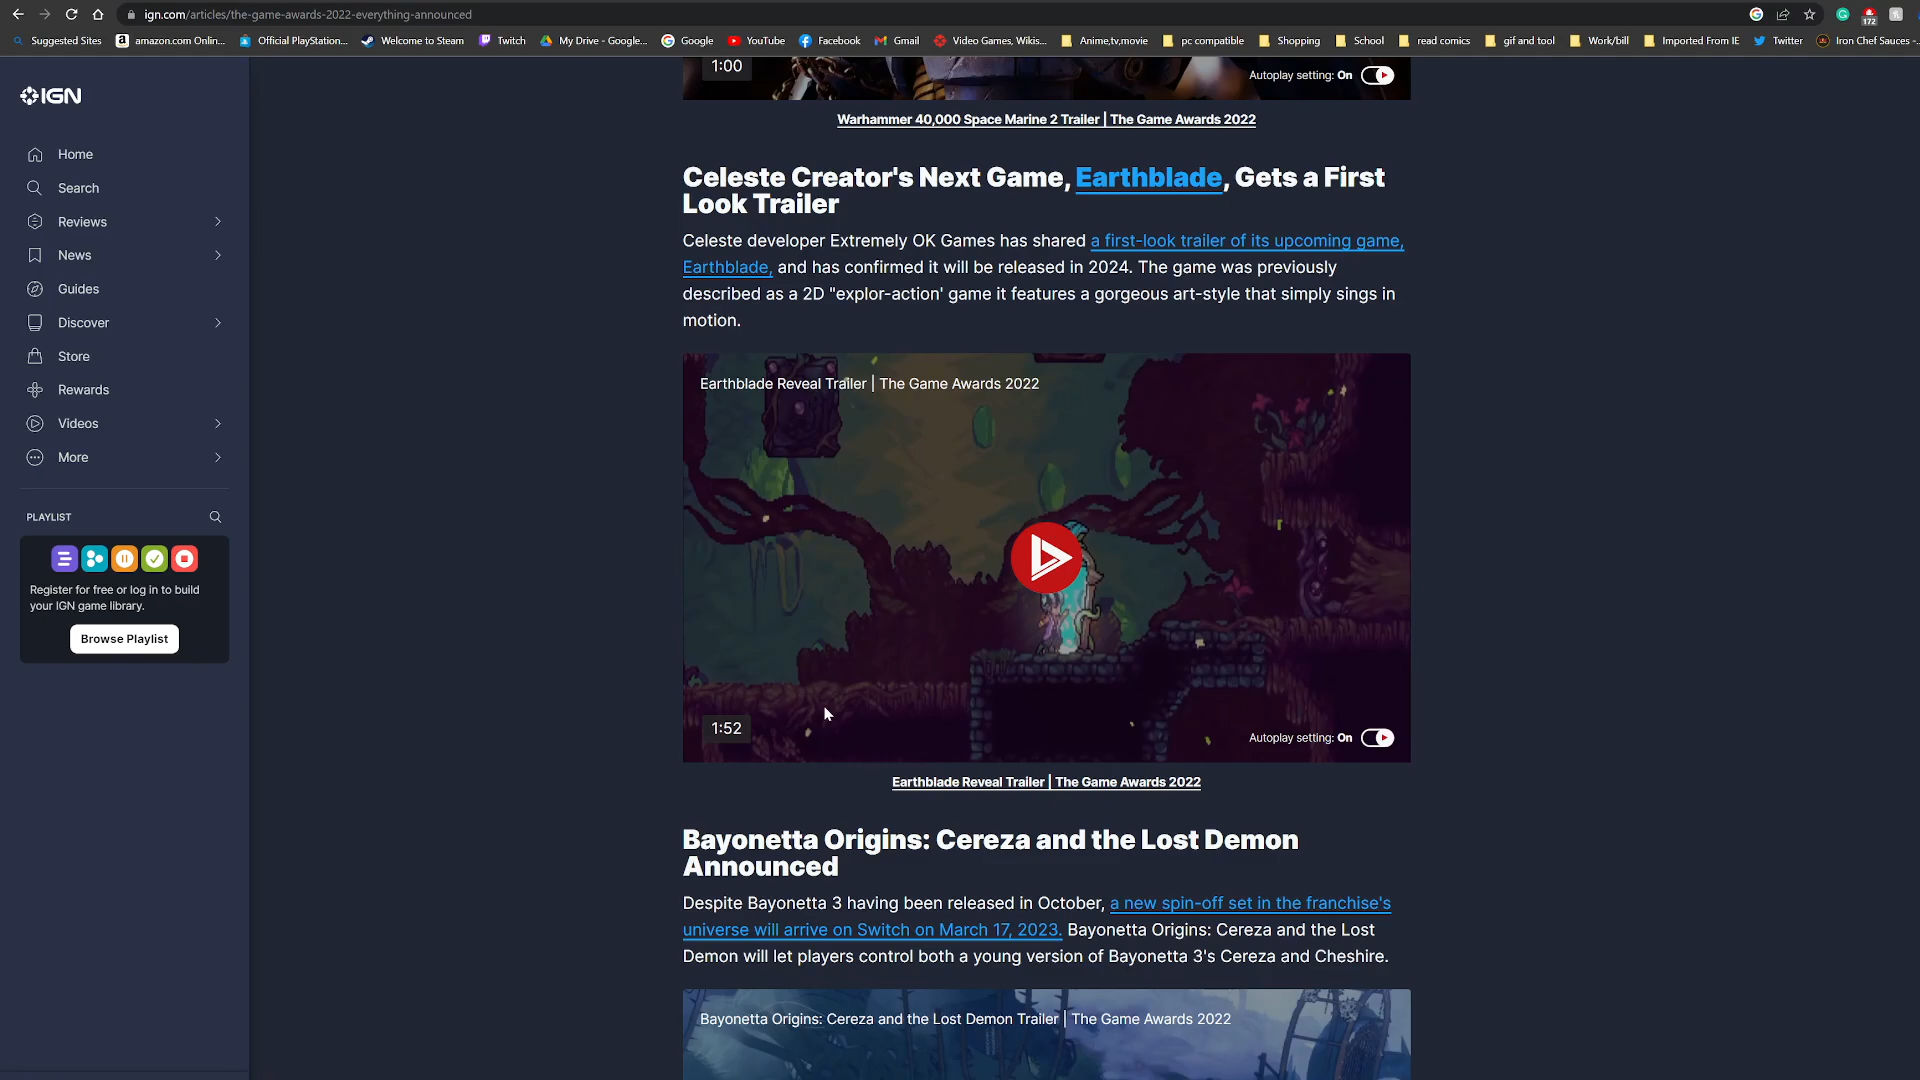 ign.com/articles/the-game-awards-2022-everything-announced
172
Suggested Sites
amazon.com Onlin...
Official PlayStation...
Welcome to Steam
Twitch
My Drive - Google...
Google
YouTube
Facebook
Gmail
Video Games, Wikis...
Anime,tv,movie
pc compatible
Shopping
School
read comics
gif and tool
Work/bill
Imported From IE
Twitter
Iron Chef Sauces -...
IGN
Home
Search
Reviews
News
Guides
Discover
Store
Rewards
Videos
More
PLAYLIST
Register for free or log in to build
your IGN game library.
Browse Playlist
1:00
Autoplay setting: On
Warhammer 40,000 Space Marine 2 Trailer | The Game Awards 2022
Celeste Creator's Next Game, Earthblade, Gets a First
Look Trailer
Celeste developer Extremely OK Games has shared a first-look trailer of its upcoming game,
Earthblade, and has confirmed it will be released in 2024. The game was previously
described as a 2D "explor-action' game it features a gorgeous art-style that simply sings in
motion.
Earthblade Reveal Trailer | The Game Awards 2022
1:52
Autoplay setting: On
Earthblade Reveal Trailer | The Game Awards 2022
Bayonetta Origins: Cereza and the Lost Demon
Announced
Despite Bayonetta 3 having been released in October, a new spin-off set in the franchise's
universe will arrive on Switch on March 17, 2023. Bayonetta Origins: Cereza and the Lost
Demon will let players control both a young version of Bayonetta 3's Cereza and Cheshire.
Bayonetta Origins: Cereza and the Lost Demon Trailer | The Game Awards 2022